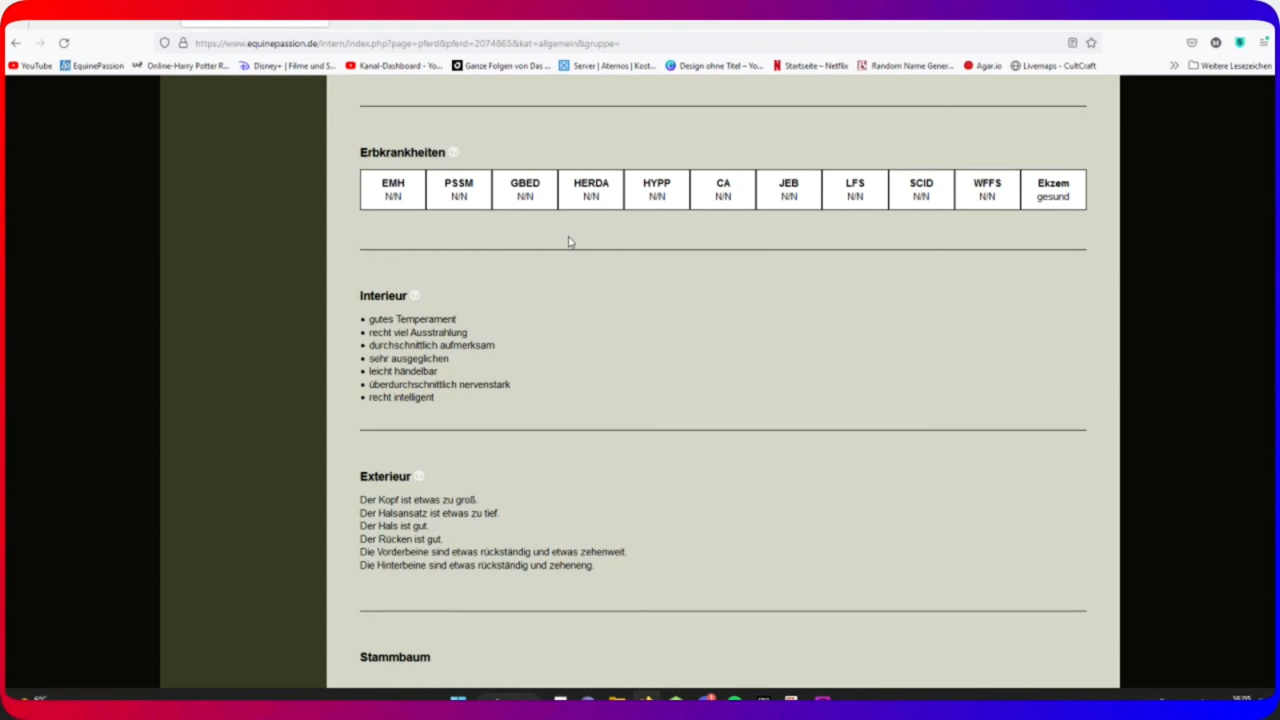 https://www.equinepassion.de/intern/index.php?page=pferd&pferd=2074865&kat=allgemein&gruppe=
YouTube EquinePassion Online-Harry Potter R... Disney+ | Filme und S... Kanal-Dashboard - Yo... Ganze Folgen von Das ... Server | Aternos | Kost... Design ohne Titel – Yo... Startseite – Netflix Random Name Gener... Agar.io Livemaps - CultCraft Weitere Lesezeichen
Erbkrankheiten
EMH PSSM GBED HERDA HYPP CA JEB LFS SCID WFFS Ekzem
N/N N/N N/N N/N N/N N/N N/N N/N N/N N/N gesund
Interieur
• gutes Temperament
• recht viel Ausstrahlung
• durchschnittlich aufmerksam
• sehr ausgeglichen
• leicht händelbar
• überdurchschnittlich nervenstark
• recht intelligent
Exterieur
Der Kopf ist etwas zu groß.
Der Halsansatz ist etwas zu tief.
Der Hals ist gut.
Der Rücken ist gut.
Die Vorderbeine sind etwas rückständig und etwas zehenweit.
Die Hinterbeine sind etwas rückständig und zeheneng.
Stammbaum